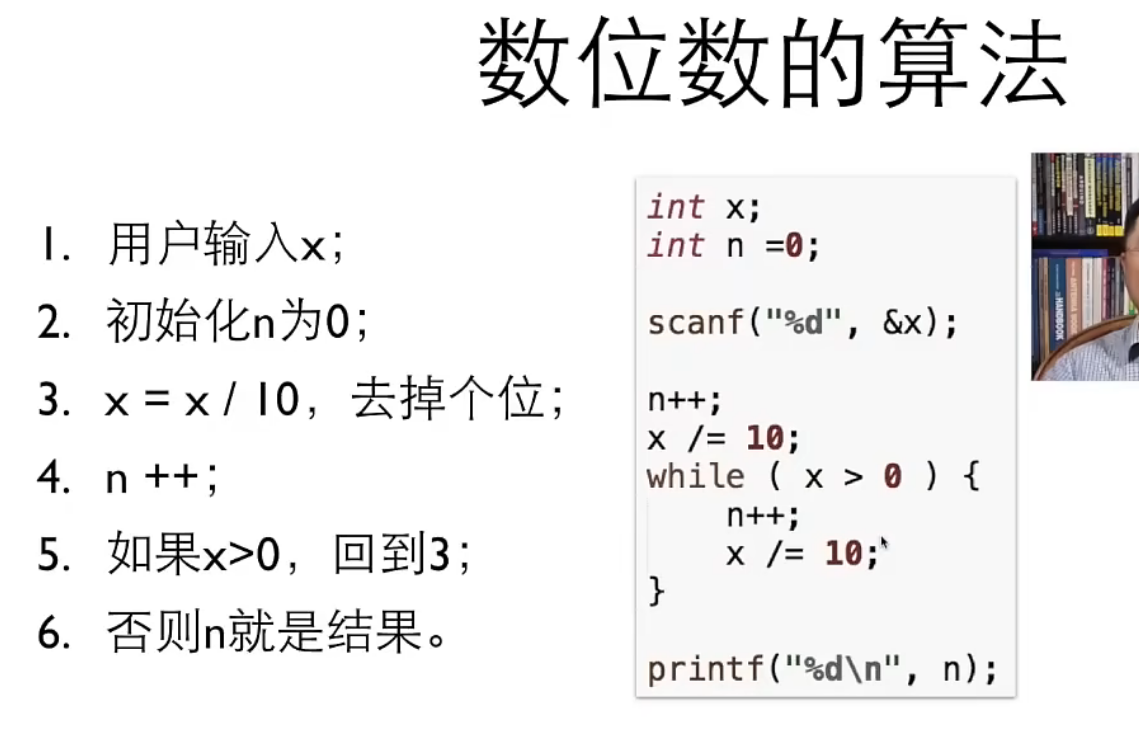 数位数的算法
1. 用户输入x;
2. 初始化n为0;
3. x = x / 10，去掉个位;
4. n ++;
5. 如果x>0，回到3;
6. 否则n就是结果。
int x;
int n =0;
scanf("%d", &x);
n++;
x /= 10;
while ( x > 0 ) {
n++;
x /= 10;
}
printf("%d\n", n);
HANDBOOK